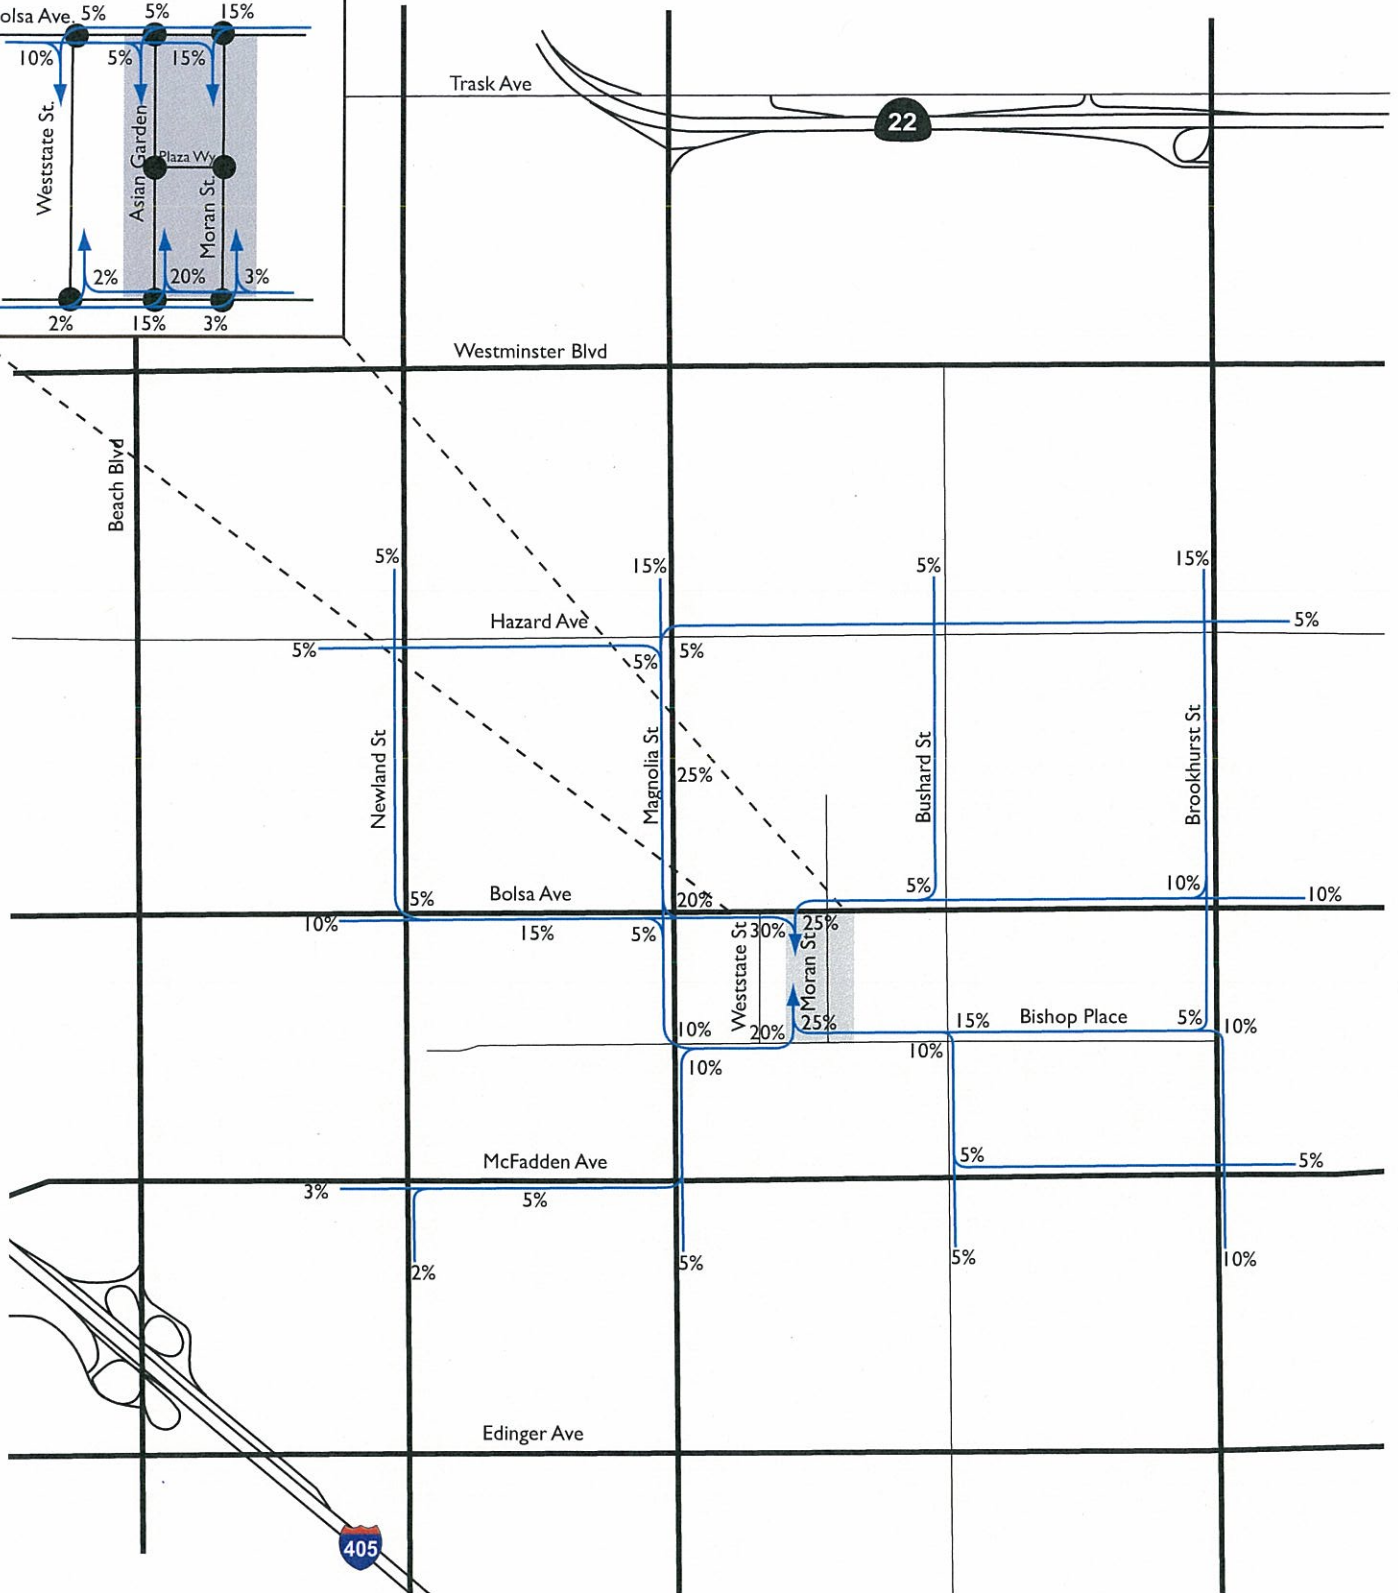 olsa Ave. 5% 5% 15%
10% 5% 15%
Weststate St.
Asian Garden
Plaza Wy.
Moran St.
2% 20% 3%
2% 15% 3%
Trask Ave
22
Westminster Blvd
Beach Blvd
5% 15% 5% 15%
Hazard Ave 5%
5% 5% 5%
Newland St
Magnolia St
25%
Bushard St
Brookhurst St
5% Bolsa Ave 20% 5% 10% 10%
10% 15% 5% 30% 25%
Weststate St
Moran St
10% 20% 25% 15% Bishop Place 5% 10%
10% 10%
McFadden Ave 5% 5%
3% 5%
2% 5% 5% 10%
Edinger Ave
405